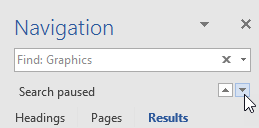 Navigation
Find: Graphics
Search paused
Headings Pages Results